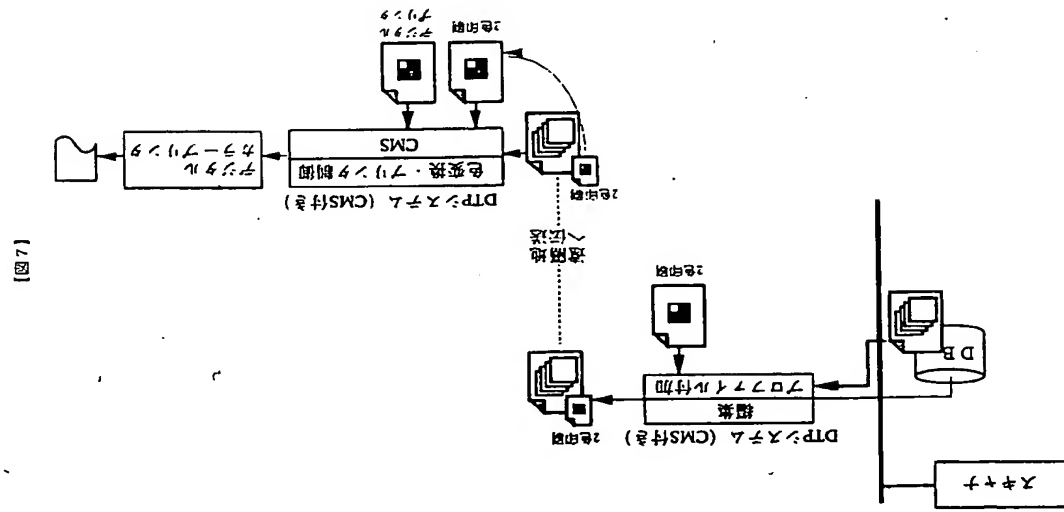 【図7】
スキャナ
DTPシステム（CMS付き）
編集
プロファイル付加
2色印刷
DB
2色印刷
遠隔地
へ伝送
2色印刷
DTPシステム（CMS付き）
色変換・プリンタ制御
CMS
デジタル
カラープリンタ
2色印刷
デジタル
プリンタ